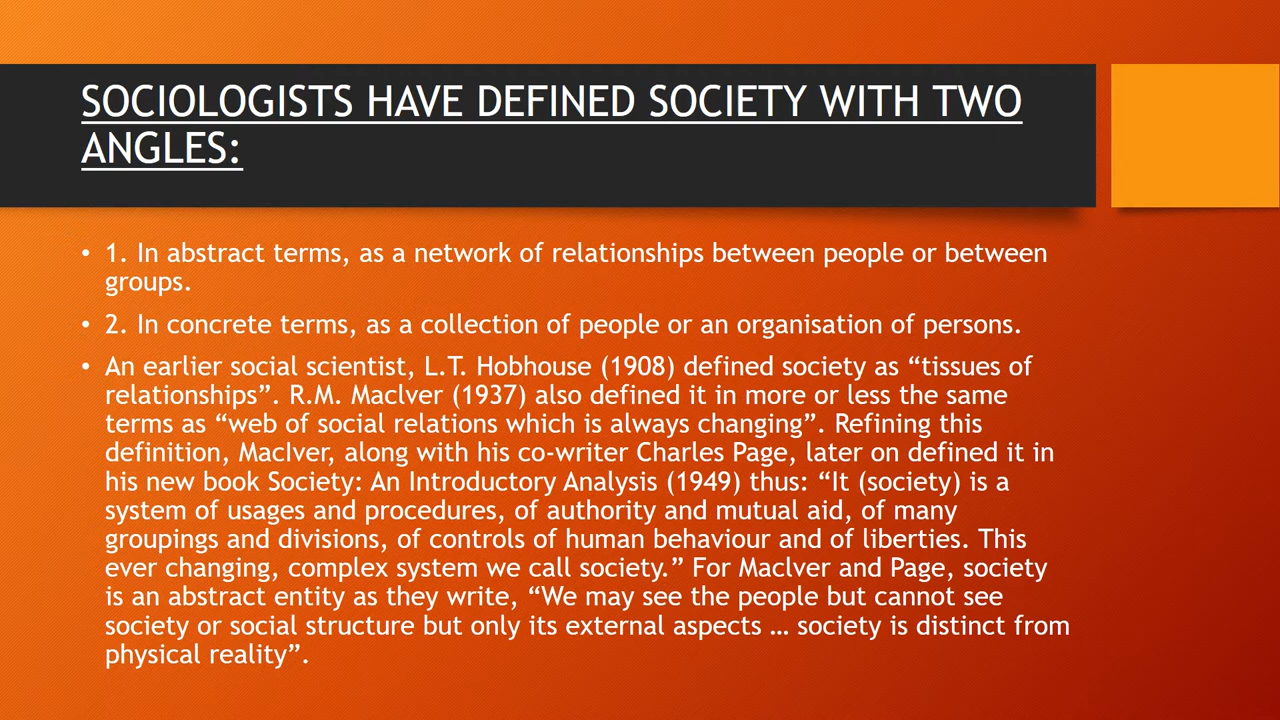 SOCIOLOGISTS HAVE DEFINED SOCIETY WITH TWO
ANGLES:
• 1. In abstract terms, as a network of relationships between people or between
groups.
• 2. In concrete terms, as a collection of people or an organisation of persons.
• An earlier social scientist, L.T. Hobhouse (1908) defined society as “tissues of
relationships”. R.M. Maclver (1937) also defined it in more or less the same
terms as “web of social relations which is always changing”. Refining this
definition, MacIver, along with his co-writer Charles Page, later on defined it in
his new book Society: An Introductory Analysis (1949) thus: “It (society) is a
system of usages and procedures, of authority and mutual aid, of many
groupings and divisions, of controls of human behaviour and of liberties. This
ever changing, complex system we call society.” For Maclver and Page, society
is an abstract entity as they write, “We may see the people but cannot see
society or social structure but only its external aspects … society is distinct from
physical reality”.